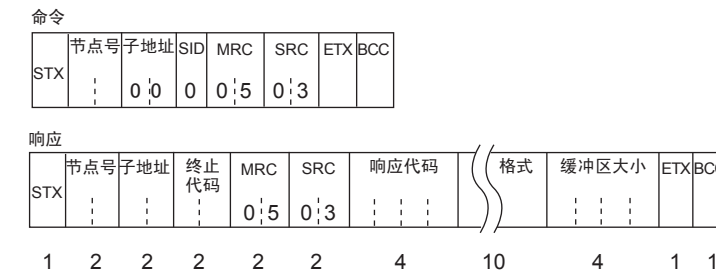 命令
STX 节点号 子地址 SID MRC SRC ETX BCC
0 0 0 0 5 0 3
响应
STX 节点号 子地址 终止代码 MRC SRC 响应代码 格式 缓冲区大小 ETX BCC
0 5 0 3
1 2 2 2 2 2 4 10 4 1 1